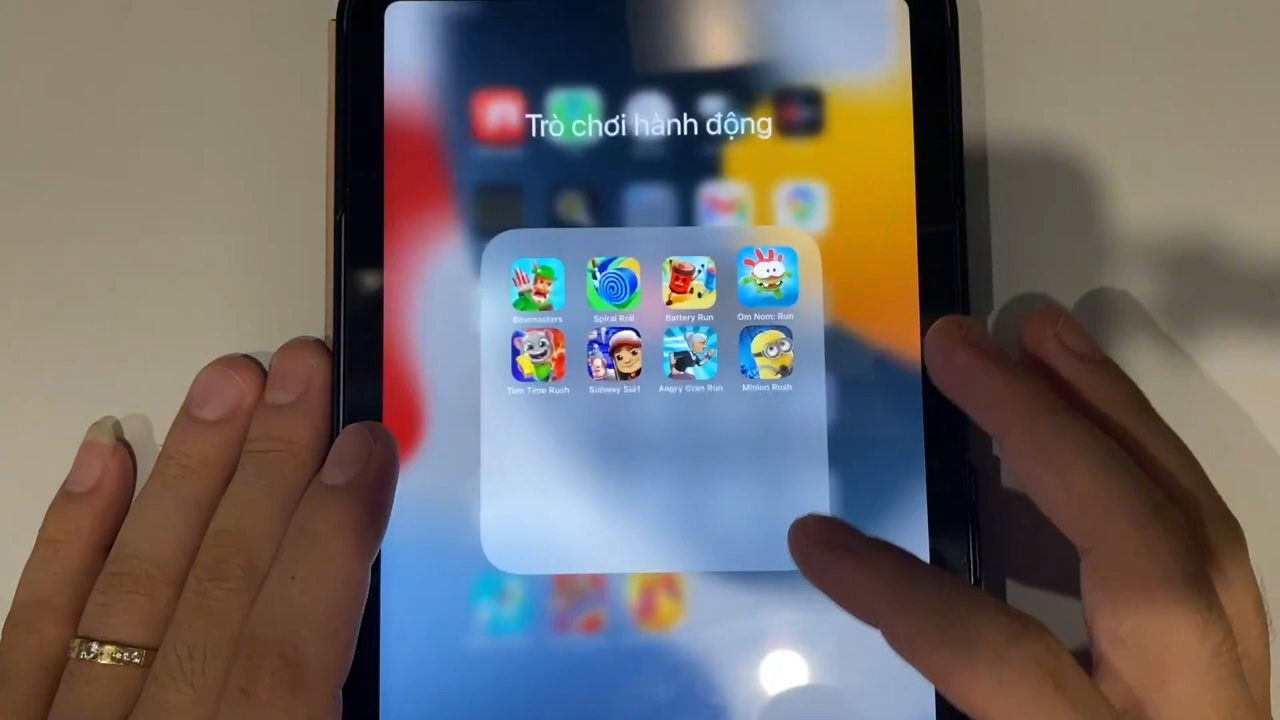 Trò chơi hành động
Bowmasters
Spiral Roll
Battery Run
Om Nom: Run
Tom Time Rush
Subway Surf
Angry Gran Run
Minion Rush